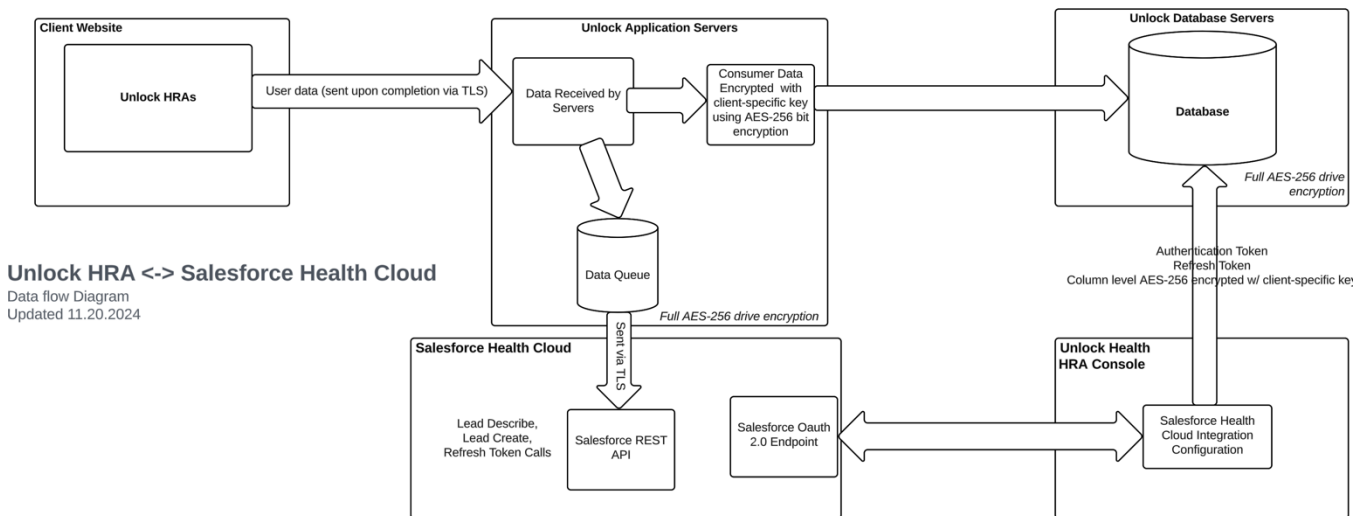 Client Website
Unlock HRAs
User data (sent upon completion via TLS)
Unlock Application Servers
Data Received by
Servers
Consumer Data
Encrypted with
client-specific key
using AES-256 bit
encryption
Data Queue
Full AES-256 drive encryption
Unlock Database Servers
Database
Full AES-256 drive
encryption
Unlock HRA <-> Salesforce Health Cloud
Data flow Diagram
Updated 11.20.2024
Authentication Token
Refresh Token
Column level AES-256 encrypted w/ client-specific key
Sent via TLS
Salesforce Health Cloud
Lead Describe,
Lead Create,
Refresh Token Calls
Salesforce REST
API
Salesforce Oauth
2.0 Endpoint
Unlock Health
HRA Console
Salesforce Health
Cloud Integration
Configuration